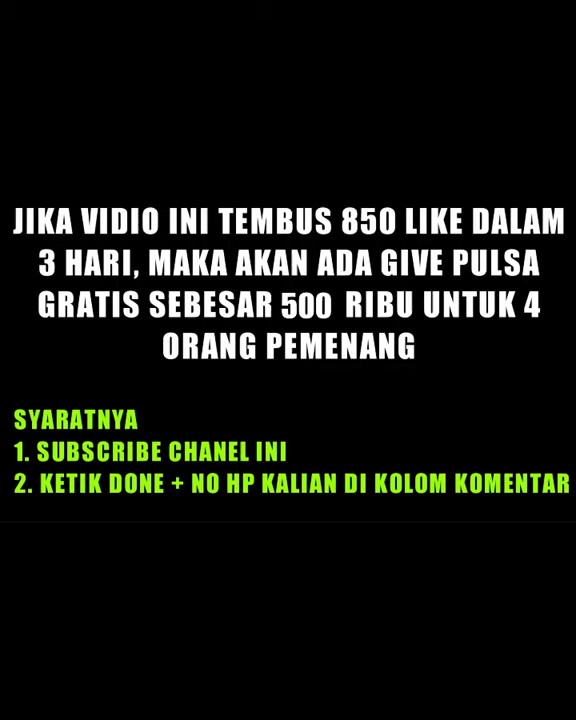 JIKA VIDIO INI TEMBUS 850 LIKE DALAM
3 HARI, MAKA AKAN ADA GIVE PULSA
GRATIS SEBESAR 500 RIBU UNTUK 4
ORANG PEMENANG
SYARATNYA
1. SUBSCRIBE CHANEL INI
2. KETIK DONE + NO HP KALIAN DI KOLOM KOMENTAR